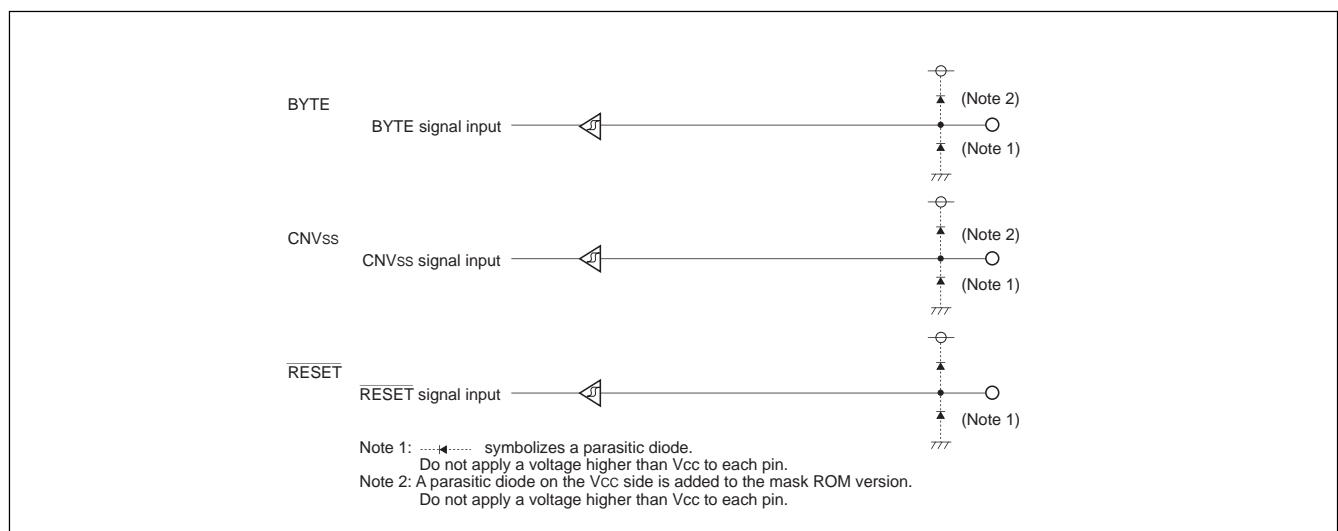 BYTE
(Note 2)
BYTE signal input
(Note 1)
CNVss
(Note 2)
CNVss signal input
(Note 1)
RESET
RESET signal input
(Note 1)
Note 1: symbolizes a parasitic diode.
Do not apply a voltage higher than Vcc to each pin.
Note 2: A parasitic diode on the VCC side is added to the mask ROM version.
Do not apply a voltage higher than Vcc to each pin.